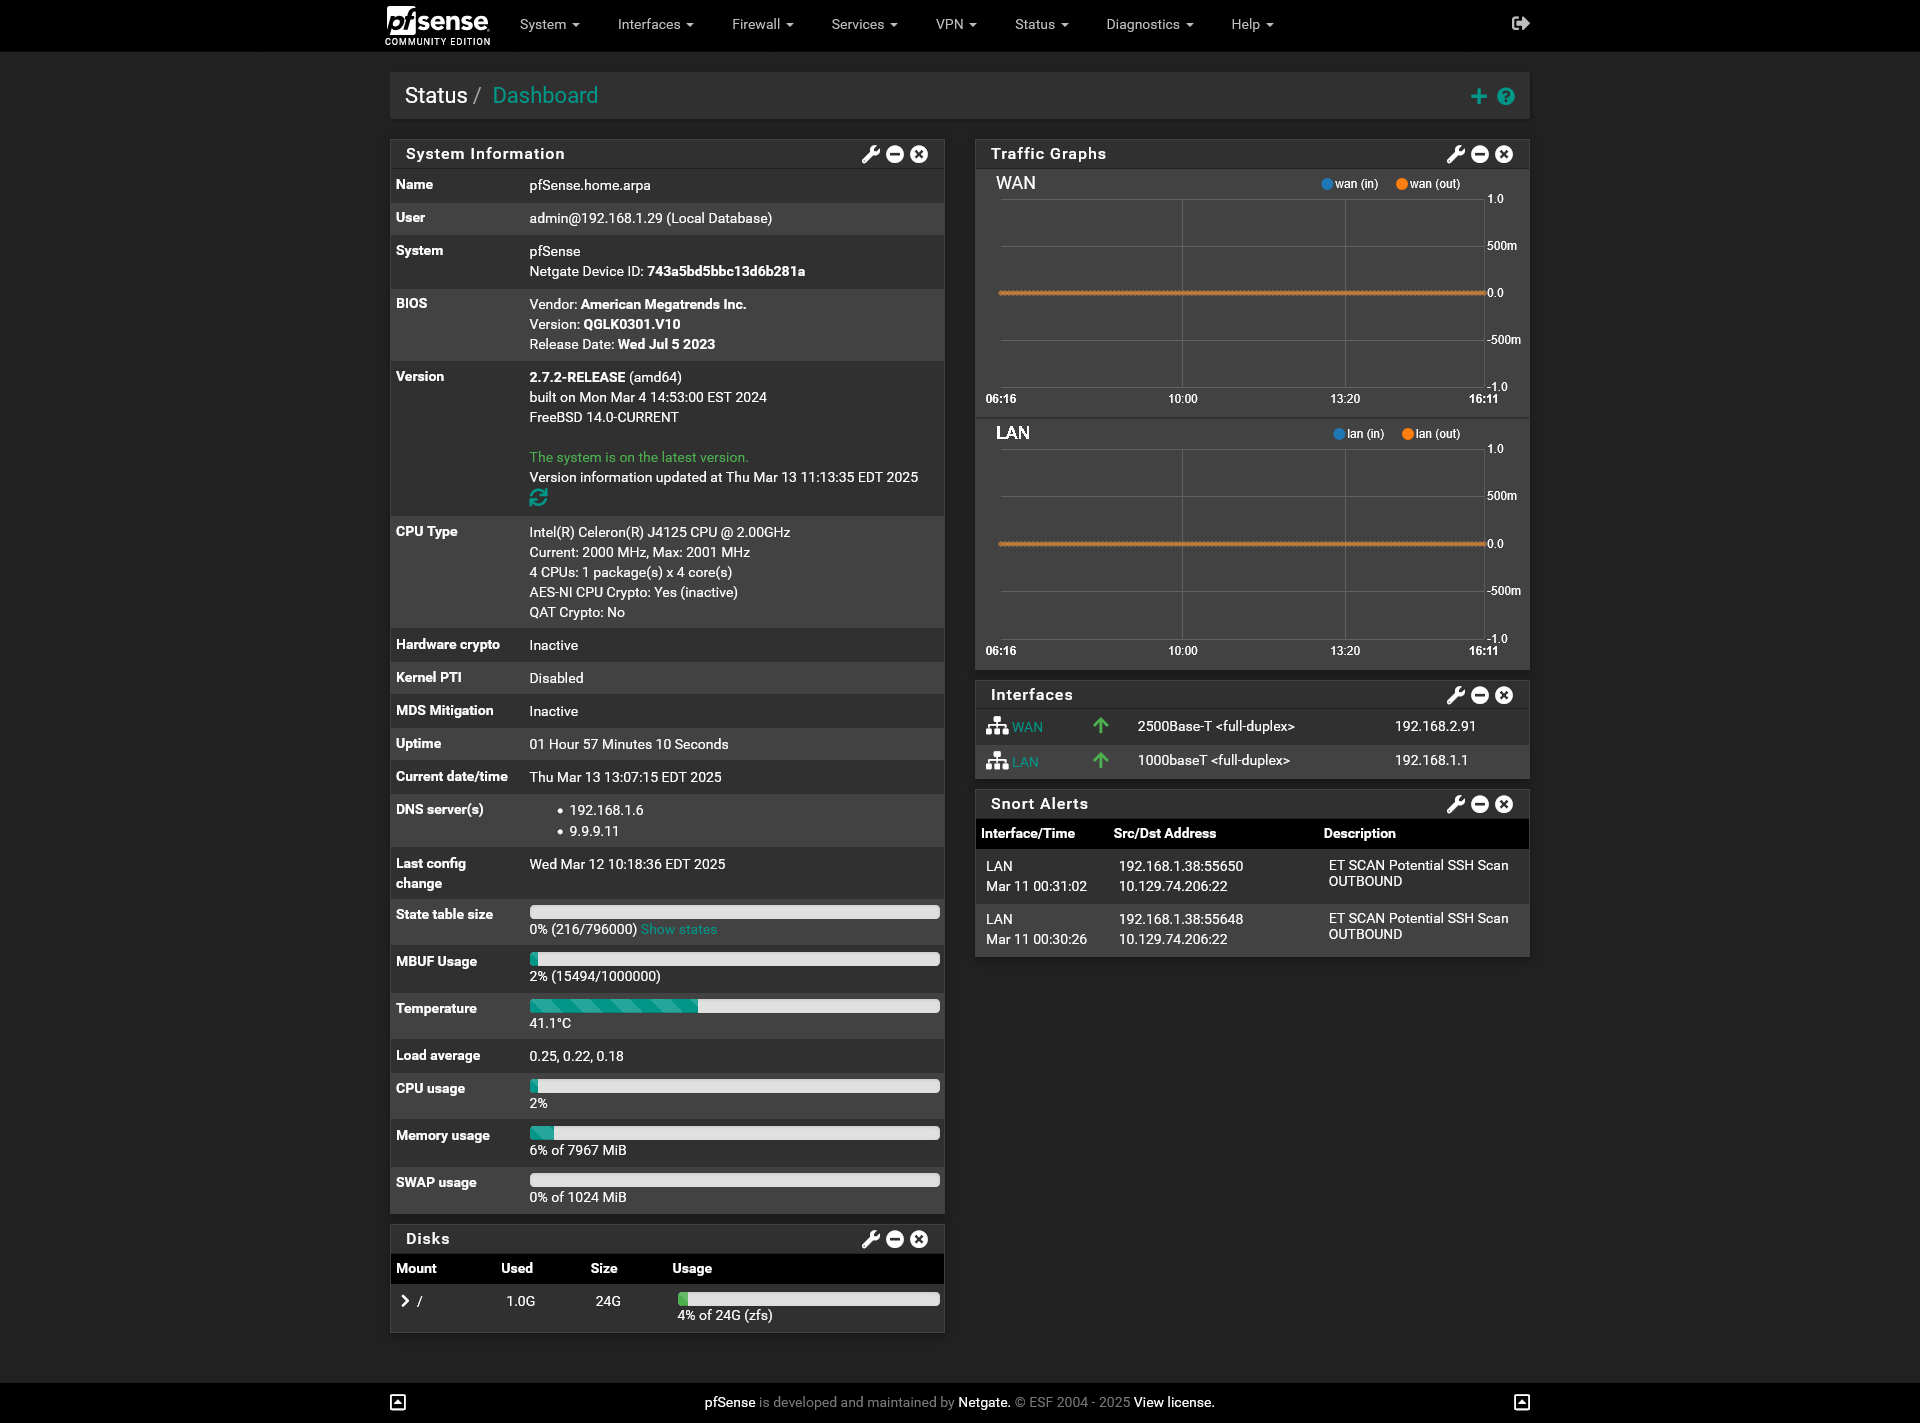 pfsense
COMMUNITY EDITION
System
Interfaces
Firewall
Services
VPN
Status
Diagnostics
Help
Status / Dashboard
System Information
Name pfSense.home.arpa
User admin@192.168.1.29 (Local Database)
System pfSense
Netgate Device ID: 743a5bd5bbc13d6b281a
BIOS Vendor: American Megatrends Inc.
Version: QGLK0301.V10
Release Date: Wed Jul 5 2023
Version 2.7.2-RELEASE (amd64)
built on Mon Mar 4 14:53:00 EST 2024
FreeBSD 14.0-CURRENT
The system is on the latest version.
Version information updated at Thu Mar 13 11:13:35 EDT 2025
CPU Type Intel(R) Celeron(R) J4125 CPU @ 2.00GHz
Current: 2000 MHz, Max: 2001 MHz
4 CPUs: 1 package(s) x 4 core(s)
AES-NI CPU Crypto: Yes (inactive)
QAT Crypto: No
Hardware crypto Inactive
Kernel PTI Disabled
MDS Mitigation Inactive
Uptime 01 Hour 57 Minutes 10 Seconds
Current date/time Thu Mar 13 13:07:15 EDT 2025
DNS server(s) • 192.168.1.6
• 9.9.9.11
Last config change Wed Mar 12 10:18:36 EDT 2025
State table size 0% (216/796000) Show states
MBUF Usage 2% (15494/1000000)
Temperature 41.1°C
Load average 0.25, 0.22, 0.18
CPU usage 2%
Memory usage 6% of 7967 MiB
SWAP usage 0% of 1024 MiB
Disks
Mount Used Size Usage
/ 1.0G 24G 4% of 24G (zfs)
Traffic Graphs
WAN wan (in) wan (out)
1.0
500m
0.0
-500m
-1.0
06:16 10:00 13:20 16:11
LAN lan (in) lan (out)
1.0
500m
0.0
-500m
-1.0
06:16 10:00 13:20 16:11
Interfaces
WAN 2500Base-T <full-duplex> 192.168.2.91
LAN 1000baseT <full-duplex> 192.168.1.1
Snort Alerts
Interface/Time Src/Dst Address Description
LAN 192.168.1.38:55650 ET SCAN Potential SSH Scan
Mar 11 00:31:02 10.129.74.206:22 OUTBOUND
LAN 192.168.1.38:55648 ET SCAN Potential SSH Scan
Mar 11 00:30:26 10.129.74.206:22 OUTBOUND
pfSense is developed and maintained by Netgate. © ESF 2004 - 2025 View license.